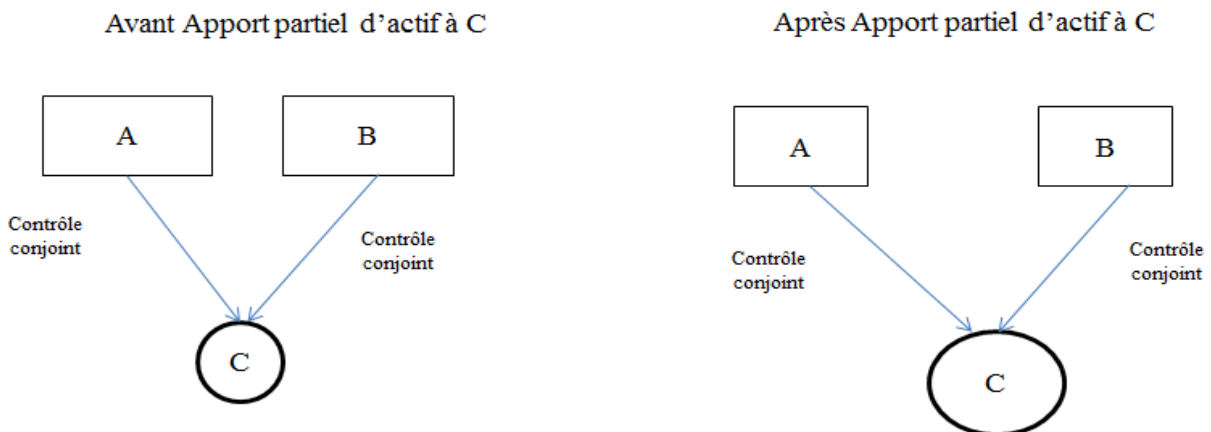 Avant Apport partiel d’actif à C
A
B
Contrôle
conjoint
Contrôle
conjoint
C
Après Apport partiel d’actif à C
A
B
Contrôle
conjoint
Contrôle
conjoint
C